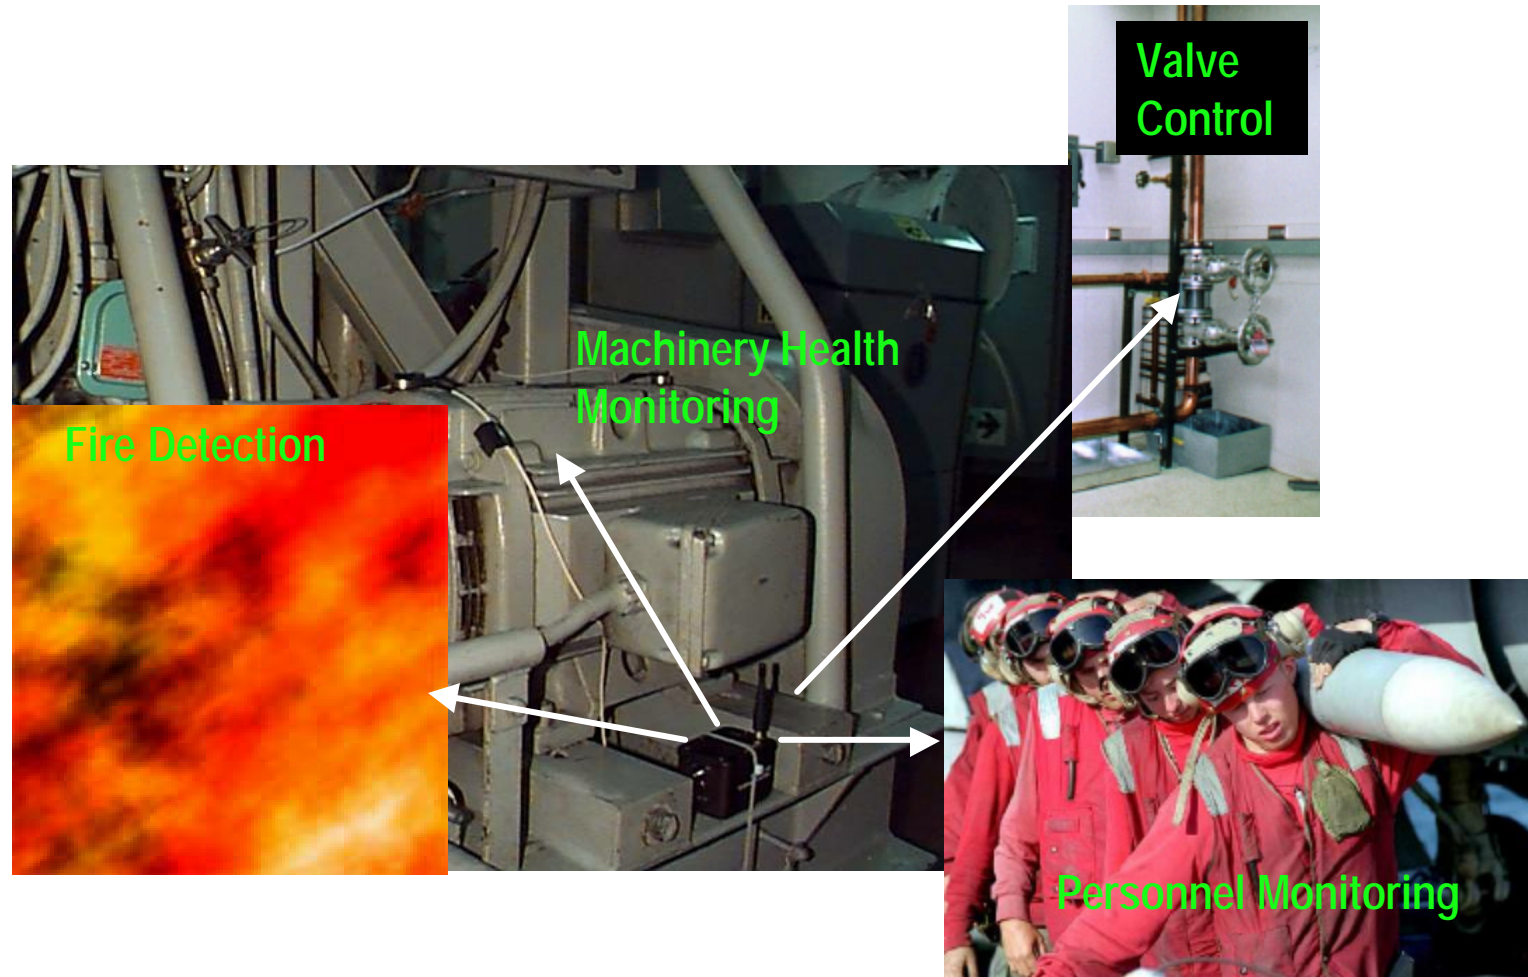 Valve
Control
Machinery Health
Monitoring
Fire Detection
Personnel Monitoring